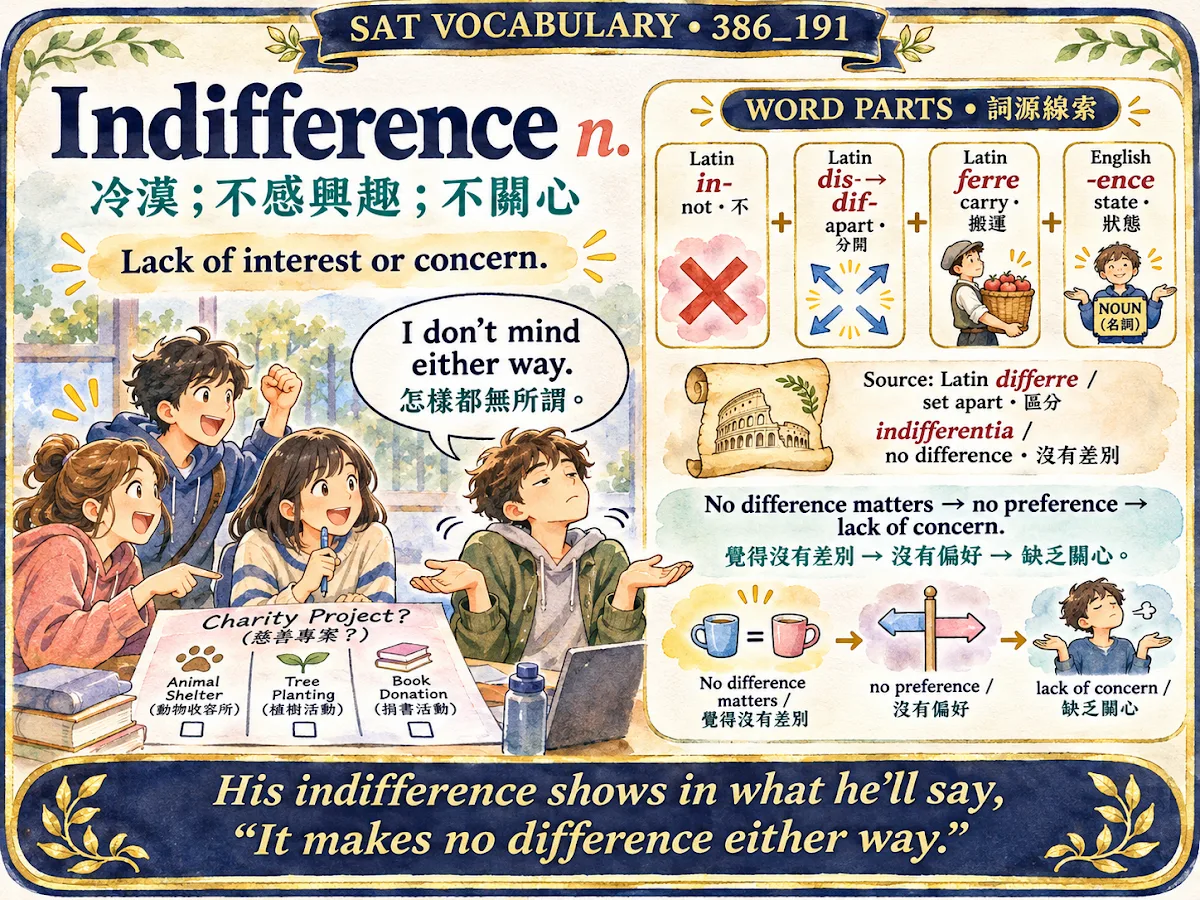 SAT VOCABULARY • 386_191
Indifference n.
冷漠；不感興趣；不關心
Lack of interest or concern.
I don't mind
either way.
怎樣都無所謂。
Charity Project?
(慈善專案？)
Animal
Shelter
(動物收容所)
Tree
Planting
(植樹活動)
Book
Donation
(捐書活動)
WORD PARTS • 詞源線索
Latin
in-
not • 不
+
Latin
dis-→
dif-
apart •
分開
+
Latin
ferre
carry •
搬運
+
English
-ence
state •
狀態
NOUN
(名詞)
Source: Latin differre /
set apart • 區分
indifferentia /
no difference • 沒有差別
No difference matters → no preference →
lack of concern.
覺得沒有差別 → 沒有偏好 → 缺乏關心。
=
No difference
matters /
覺得沒有差別
no preference /
沒有偏好
lack of concern /
缺乏關心
His indifference shows in what he'll say,
“It makes no difference either way.”